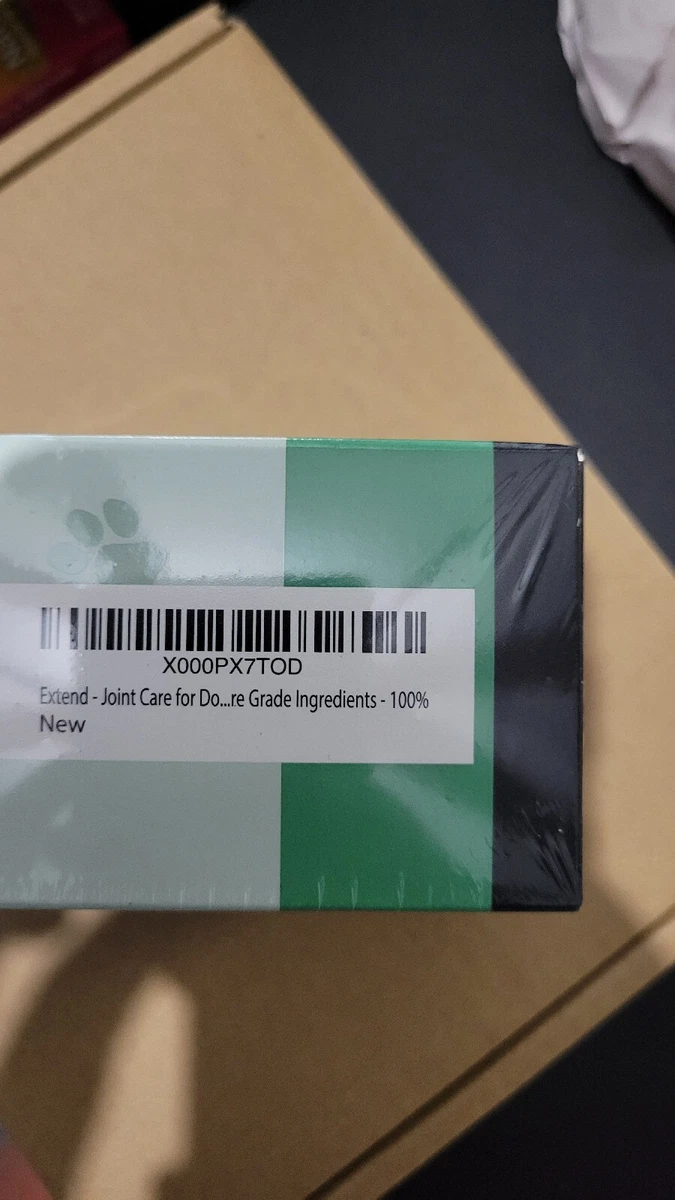 X000PX7TOD
Extend - Joint Care for Do...re Grade Ingredients - 100%
New